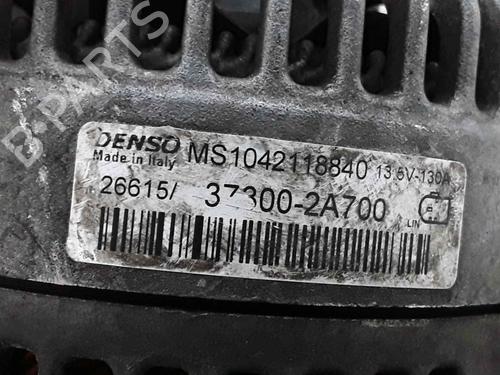 B-PARTS
DENSO MS1042118840 13.5V-130A
Made in Italy
26615/ 37300-2A700
LIN